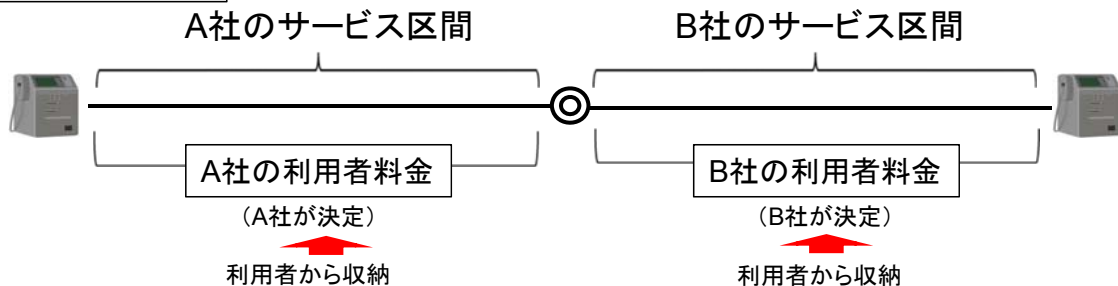 A社のサービス区間
B社のサービス区間
A社の利用者料金
B社の利用者料金
（A社が決定）
（B社が決定）
利用者から収納
利用者から収納